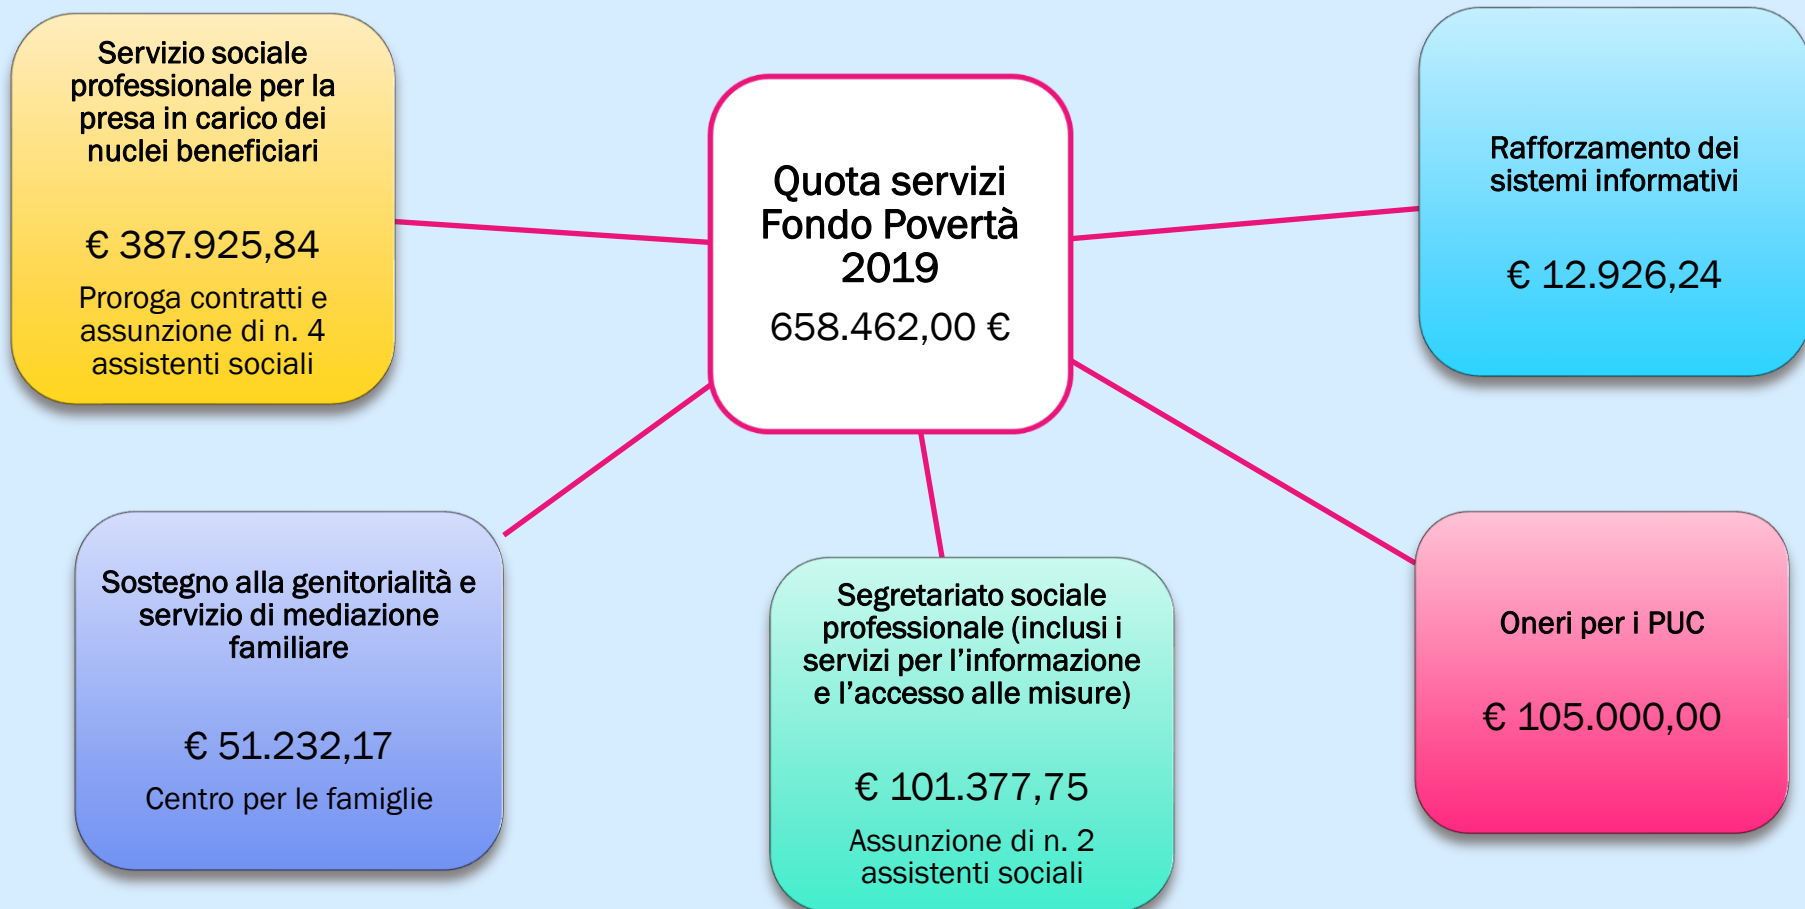 Servizio sociale
professionale per la
presa in carico dei
nuclei beneficiari
€ 387.925,84
Proroga contratti e
assunzione di n. 4
assistenti sociali
Quota servizi
Fondo Povertà
2019
658.462,00 €
Rafforzamento dei
sistemi informativi
€ 12.926,24
Sostegno alla genitorialità e
servizio di mediazione
familiare
€ 51.232,17
Centro per le famiglie
Segretariato sociale
professionale (inclusi i
servizi per l’informazione
e l’accesso alle misure)
€ 101.377,75
Assunzione di n. 2
assistenti sociali
Oneri per i PUC
€ 105.000,00